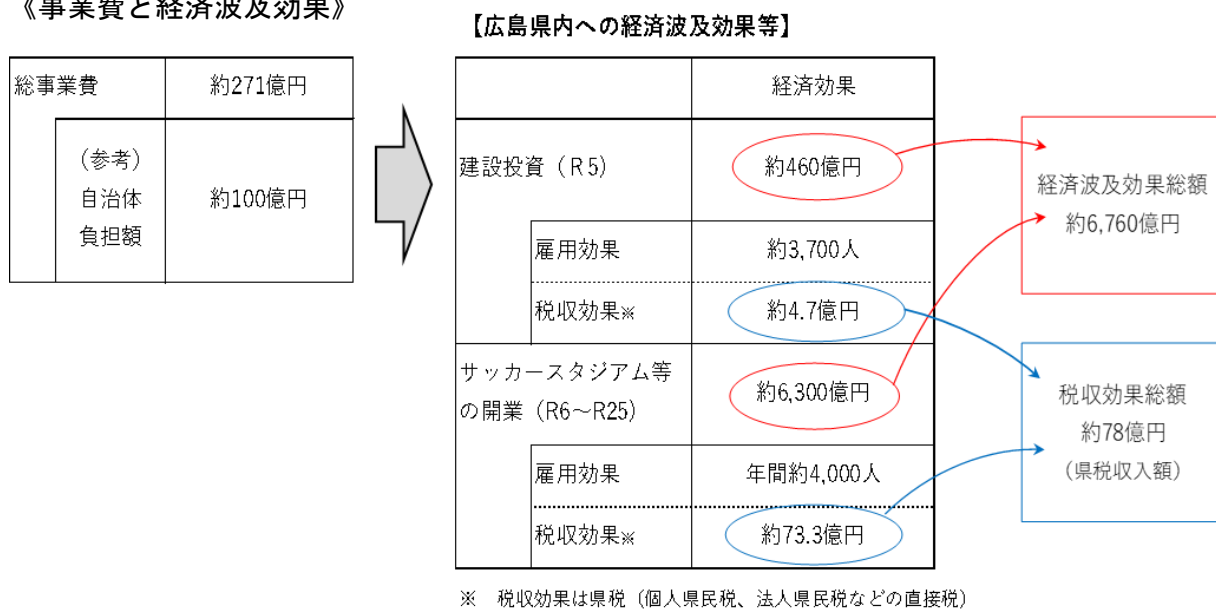 《事業費と経済波及効果》
総事業費 約271億円
(参考)
自治体 約100億円
負担額
【広島県内への経済波及効果等】
経済効果
建設投資（R5） 約460億円
雇用効果 約3,700人
税収効果※ 約4.7億円
サッカースタジアム等
の開業（R6～R25） 約6,300億円
雇用効果 年間約4,000人
税収効果※ 約73.3億円
経済波及効果総額
約6,760億円
税収効果総額
約78億円
（県税収入額）
※　税収効果は県税（個人県民税、法人県民税などの直接税）